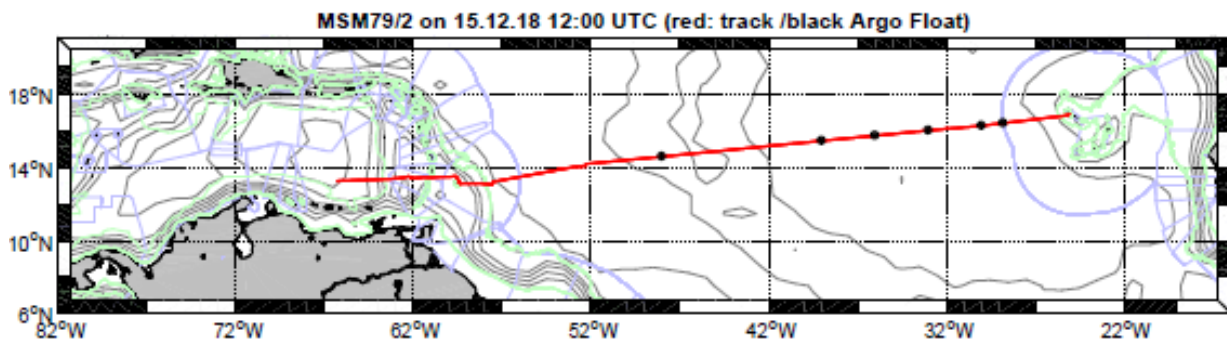 MSM79/2 on 15.12.18 12:00 UTC (red: track /black Argo Float)
18°N
14°N
10°N
6°N
82°W 72°W 62°W 52°W 42°W 32°W 22°W